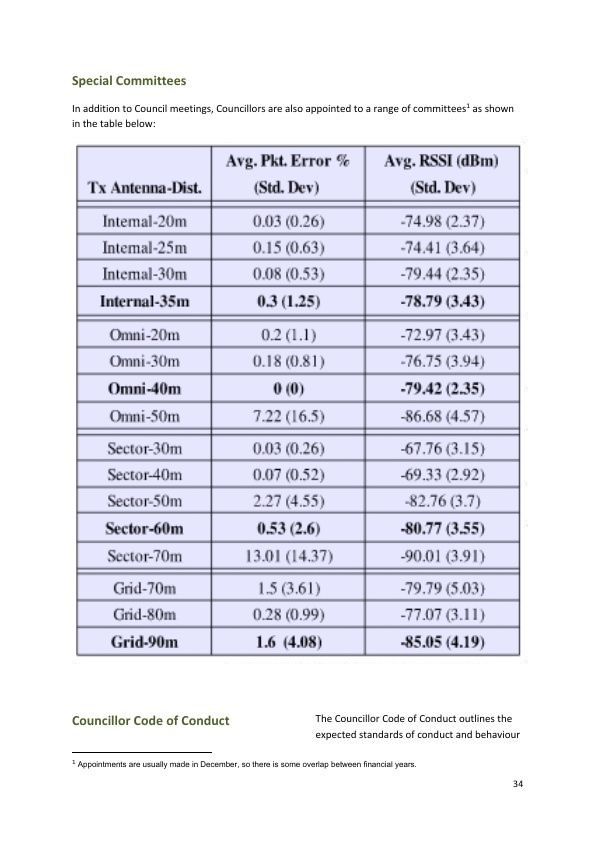 Special Committees
In addition to Council meetings, Councillors are also appointed to a range of committees1 as shown
in the table below:
Tx Antenna-Dist. Avg. Pkt. Error % (Std. Dev) Avg. RSSI (dBm) (Std. Dev)
Internal-20m 0.03 (0.26) -74.98 (2.37)
Internal-25m 0.15 (0.63) -74.41 (3.64)
Internal-30m 0.08 (0.53) -79.44 (2.35)
Internal-35m 0.3 (1.25) -78.79 (3.43)
Omni-20m 0.2 (1.1) -72.97 (3.43)
Omni-30m 0.18 (0.81) -76.75 (3.94)
Omni-40m 0 (0) -79.42 (2.35)
Omni-50m 7.22 (16.5) -86.68 (4.57)
Sector-30m 0.03 (0.26) -67.76 (3.15)
Sector-40m 0.07 (0.52) -69.33 (2.92)
Sector-50m 2.27 (4.55) -82.76 (3.7)
Sector-60m 0.53 (2.6) -80.77 (3.55)
Sector-70m 13.01 (14.37) -90.01 (3.91)
Grid-70m 1.5 (3.61) -79.79 (5.03)
Grid-80m 0.28 (0.99) -77.07 (3.11)
Grid-90m 1.6 (4.08) -85.05 (4.19)
Councillor Code of Conduct
The Councillor Code of Conduct outlines the
expected standards of conduct and behaviour
1 Appointments are usually made in December, so there is some overlap between financial years.
34